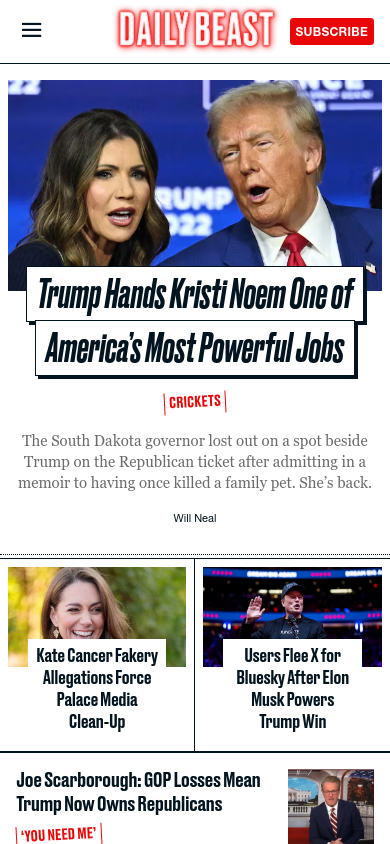 DAILY BEAST
SUBSCRIBE
RUMP
022
Trump Hands Kristi Noem One of
America's Most Powerful Jobs
CRICKETS
The South Dakota governor lost out on a spot beside
Trump on the Republican ticket after admitting in a
memoir to having once killed a family pet. She's back.
Will Neal
Kate Cancer Fakery
Allegations Force
Palace Media
Clean-Up
Users Flee X for
Bluesky After Elon
Musk Powers
Trump Win
Joe Scarborough: GOP Losses Mean
Trump Now Owns Republicans
'YOU NEED ME'